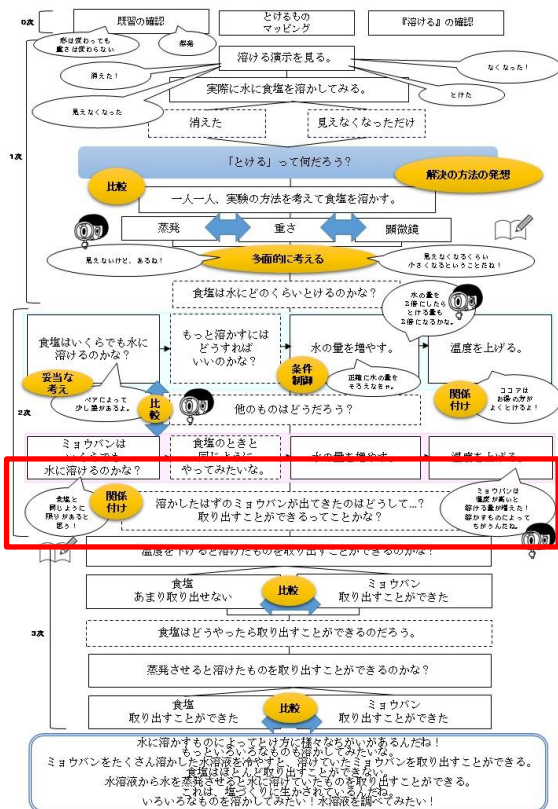 0次
既習の確認
とけるもの
マッピング
『溶ける』の確認
形は変わっても
重さは変わらない
蒸発
溶ける演示を見る。
消えた！
なくなった！
実際に水に食塩を溶かしてみる。
見えなくなった
とけた
消えた
見えなくなっただけ
1次
「とける」って何だろう？
解決の方法の発想
比較
一人一人、実験の方法を考えて食塩を溶かす。
蒸発
重さ
顕微鏡
見えないけど、あるね！
多面的に考える
見えなくなるくらい
小さくなるということだね！
食塩は水にどのくらいとけるのかな？
水の量を
2倍にしたら
とける量も
2倍になるかな。
食塩はいくらでも水に
溶けるのかな？
もっと溶かすには
どうすれば
いいのかな？
水の量を増やす。
温度を上げる。
妥当な
考え
条件
制御
正確に水の量を
そろえなきゃ。
関係
付け
ココアは
お湯の方が
よくとけるよ！
ペアによって
少し差があるよ。
比
較
他のものはどうだろう？
2次
ミョウバンは
いくらでも
水に溶けるのかな？
食塩のときと
同じように
やってみたいな。
水の量を増やす。
温度を上げる。
食塩と
同じように
限りがあると
思う！
関係
付け
溶かしたはずのミョウバンが出てきたのはどうして…？
取り出すことができるってことかな？
ミョウバンは
温度が高いと
溶ける量が増えた！
溶かすものによって
ちがうんだね。
温度を下げると溶けたものを取り出すことができるのかな？
食塩
あまり取り出せない
比較
ミョウバン
取り出すことができた
食塩はどうやったら取り出すことができるのだろう。
3次
蒸発させると溶けたものを取り出すことができるのかな？
食塩
取り出すことができた
比較
ミョウバン
取り出すことができた
水に溶かすものによってとけ方に様々なちがいがあるんだね！
もっといろいろなものも溶かしてみたいな。
ミョウバンをたくさん溶かした水溶液を冷やすと、溶けていたミョウバンを取り出すことができる。
食塩はほとんど取り出すことができない。
水溶液から水を蒸発させると水に溶けていたものを取り出すことができる。
これは、塩づくりに生かされているんだね。
いろいろなものを溶かしてみたい！水溶液を調べてみたい！